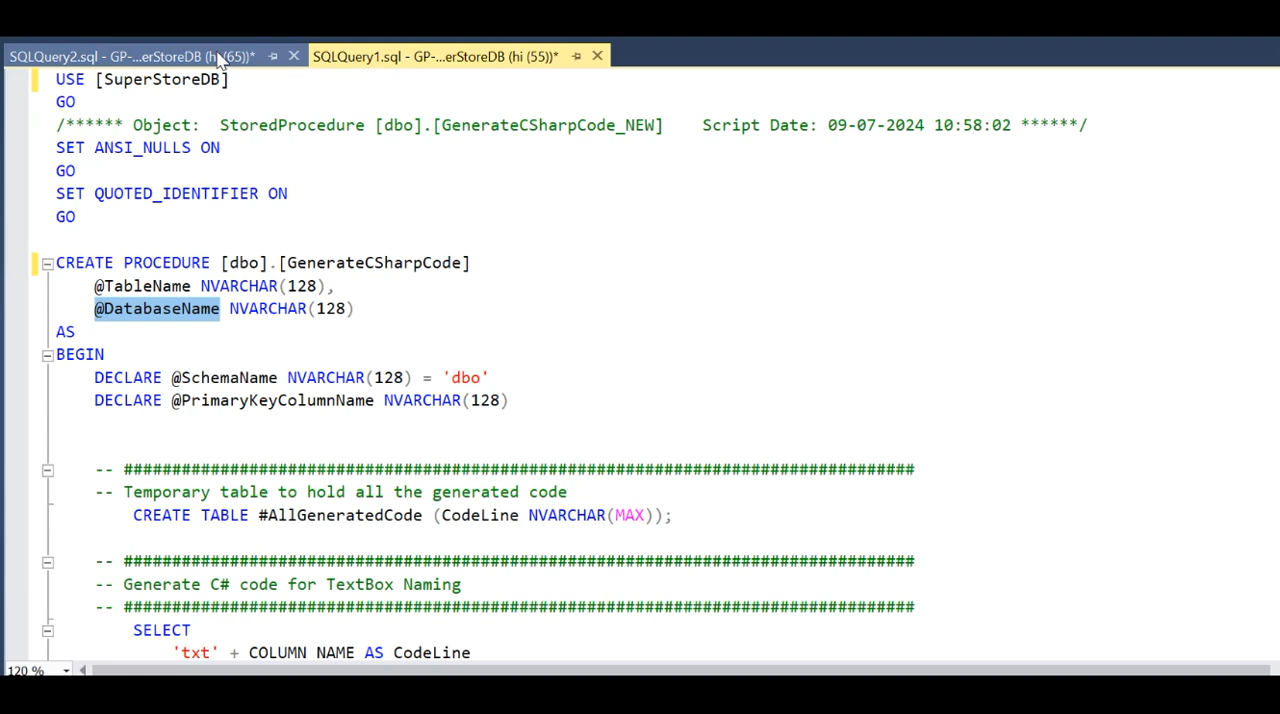 SQLQuery2.sql - GP-...erStoreDB (hi (65))* SQLQuery1.sql - GP-...erStoreDB (hi (55))*
USE [SuperStoreDB]
GO
/****** Object:  StoredProcedure [dbo].[GenerateCSharpCode_NEW]    Script Date: 09-07-2024 10:58:02 ******/
SET ANSI_NULLS ON
GO
SET QUOTED_IDENTIFIER ON
GO
CREATE PROCEDURE [dbo].[GenerateCSharpCode]
@TableName NVARCHAR(128),
@DatabaseName NVARCHAR(128)
AS
BEGIN
DECLARE @SchemaName NVARCHAR(128) = 'dbo'
DECLARE @PrimaryKeyColumnName NVARCHAR(128)
-- ##################################################################################
-- Temporary table to hold all the generated code
CREATE TABLE #AllGeneratedCode (CodeLine NVARCHAR(MAX));
-- ##################################################################################
-- Generate C# code for TextBox Naming
-- ##################################################################################
SELECT
'txt' + COLUMN_NAME AS CodeLine
120 %